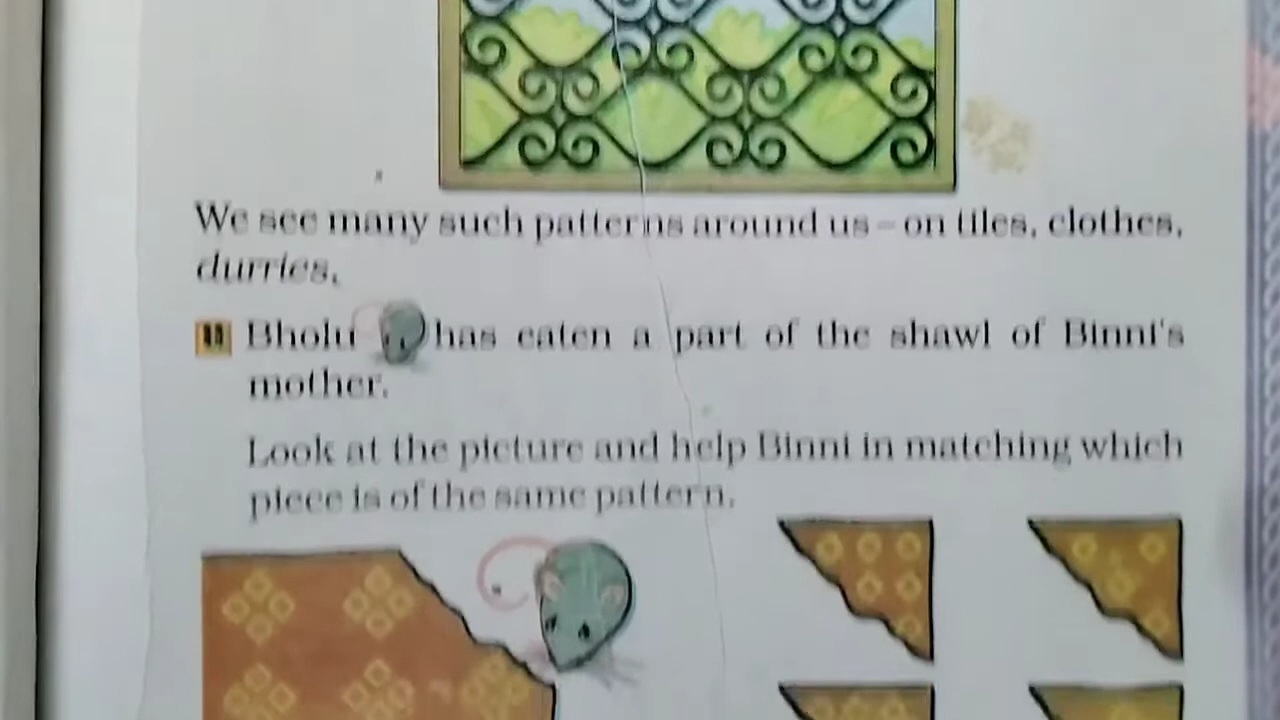 We see many such patterns around us – on tiles, clothes,
durries.
Bholu has eaten a part of the shawl of Binni's
mother.
Look at the picture and help Binni in matching which
piece is of the same pattern.